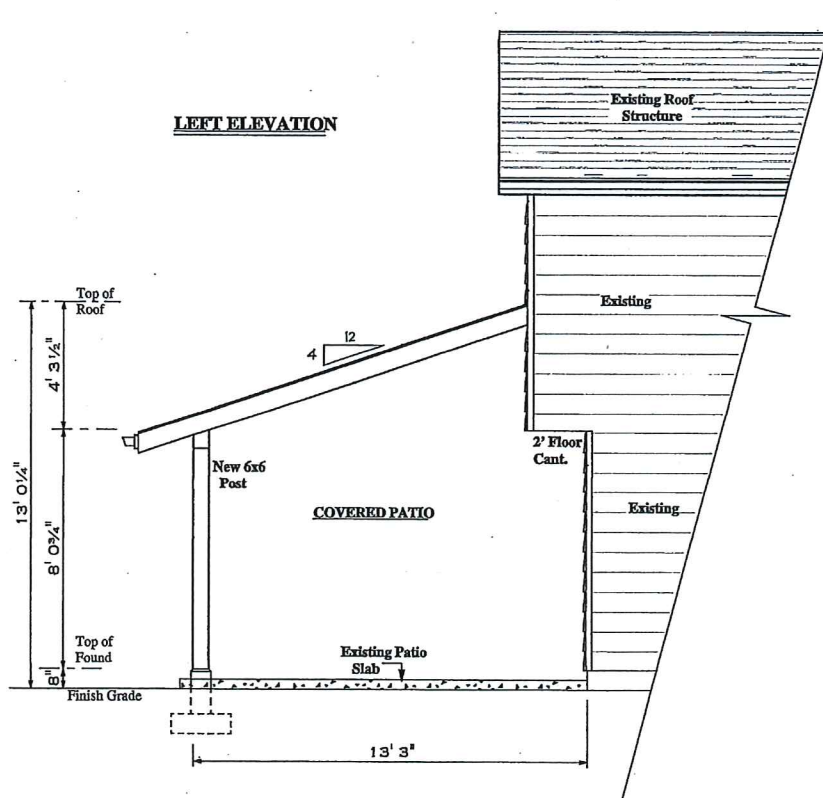 LEFT ELEVATION
Existing Roof
Structure
Top of
Roof
Existing
12
4
4' 3½"
2' Floor
Cant.
New 6x6
Post
13' 0¼"
8' 0¾"
COVERED PATIO
Existing
Top of
Found
Existing Patio
Slab
8"
Finish Grade
13' 3"